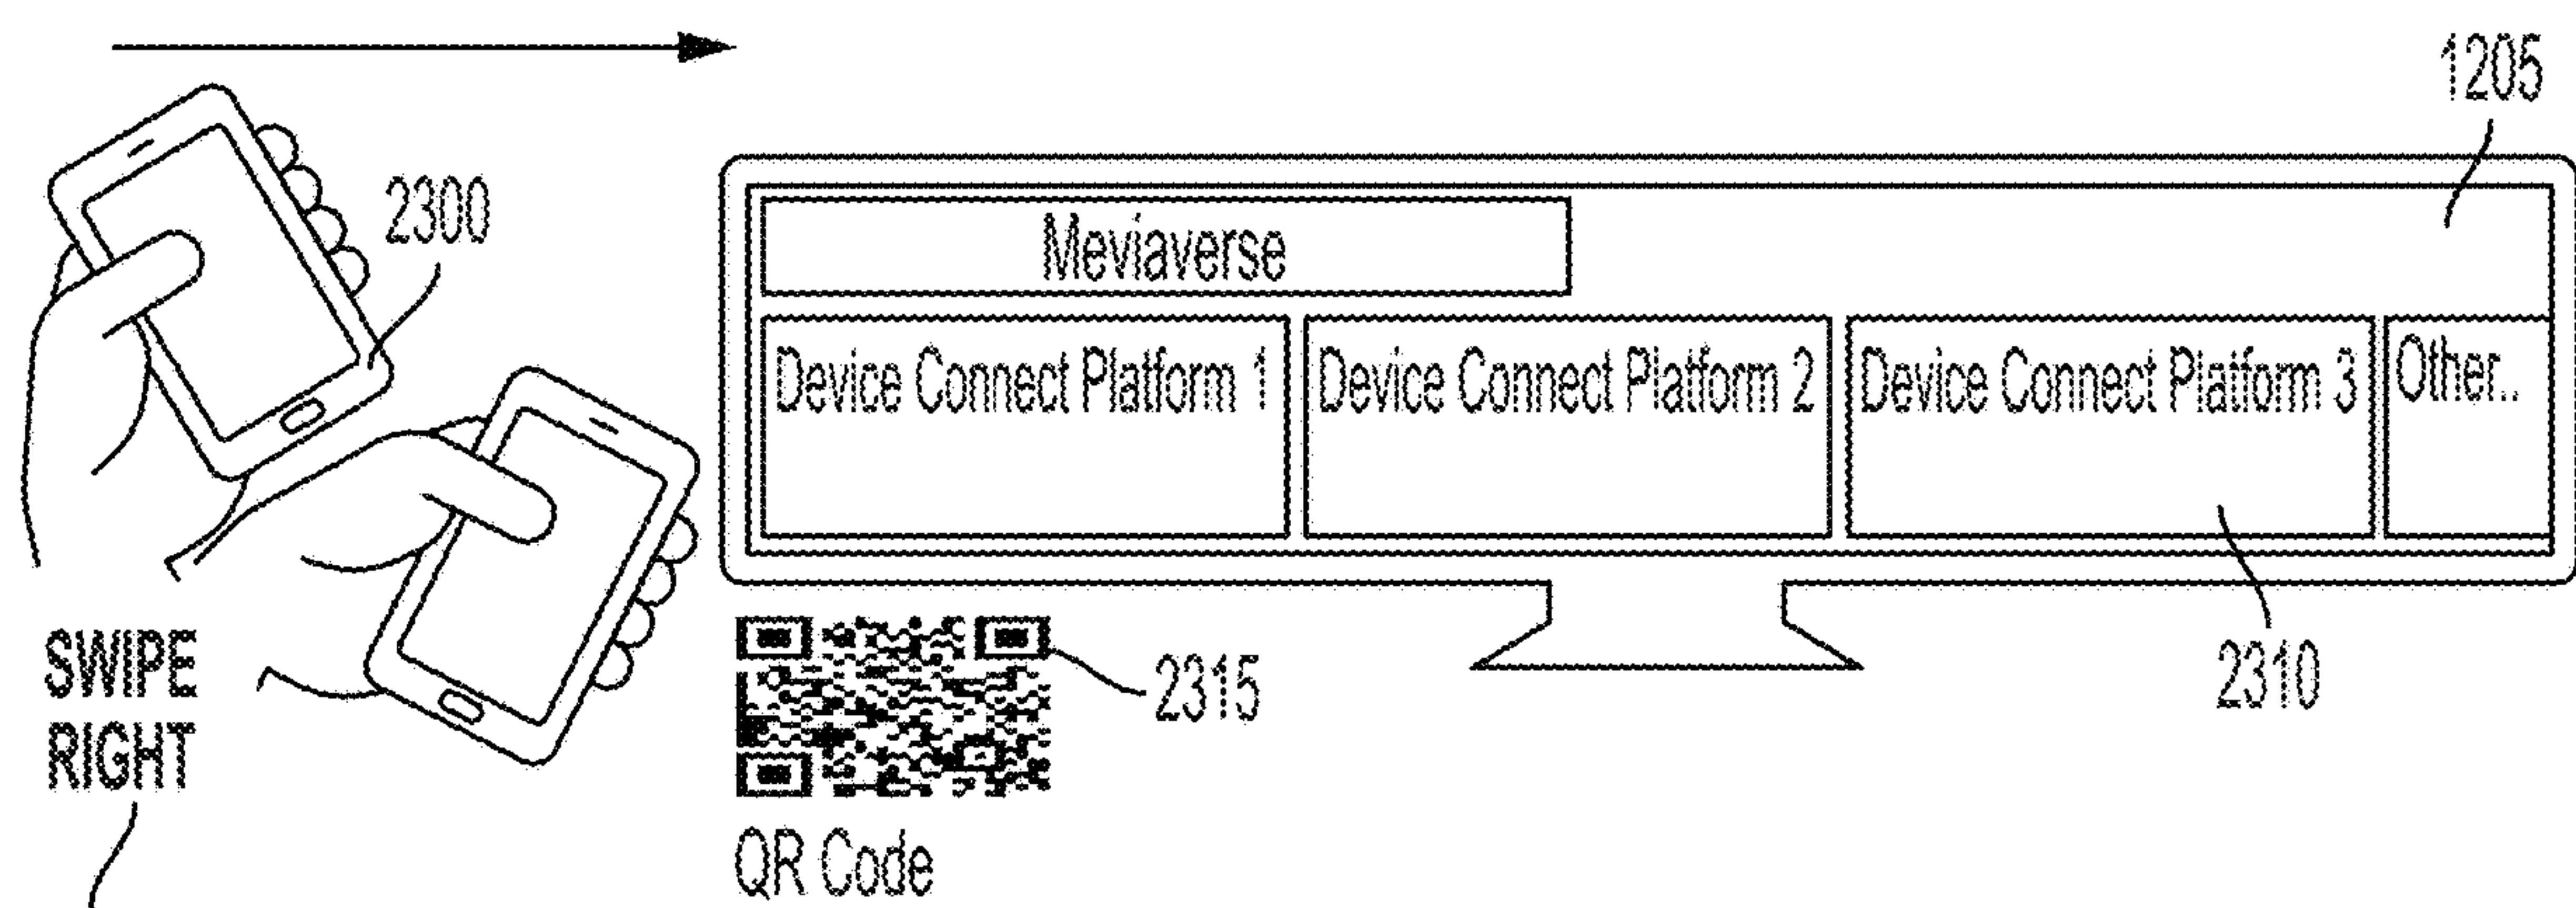 1205
2300
Meviaverse
Device Connect Platform 1
Device Connect Platform 2
Device Connect Platform 3
Other..
SWIPE
RIGHT
2315
2310
QR Code